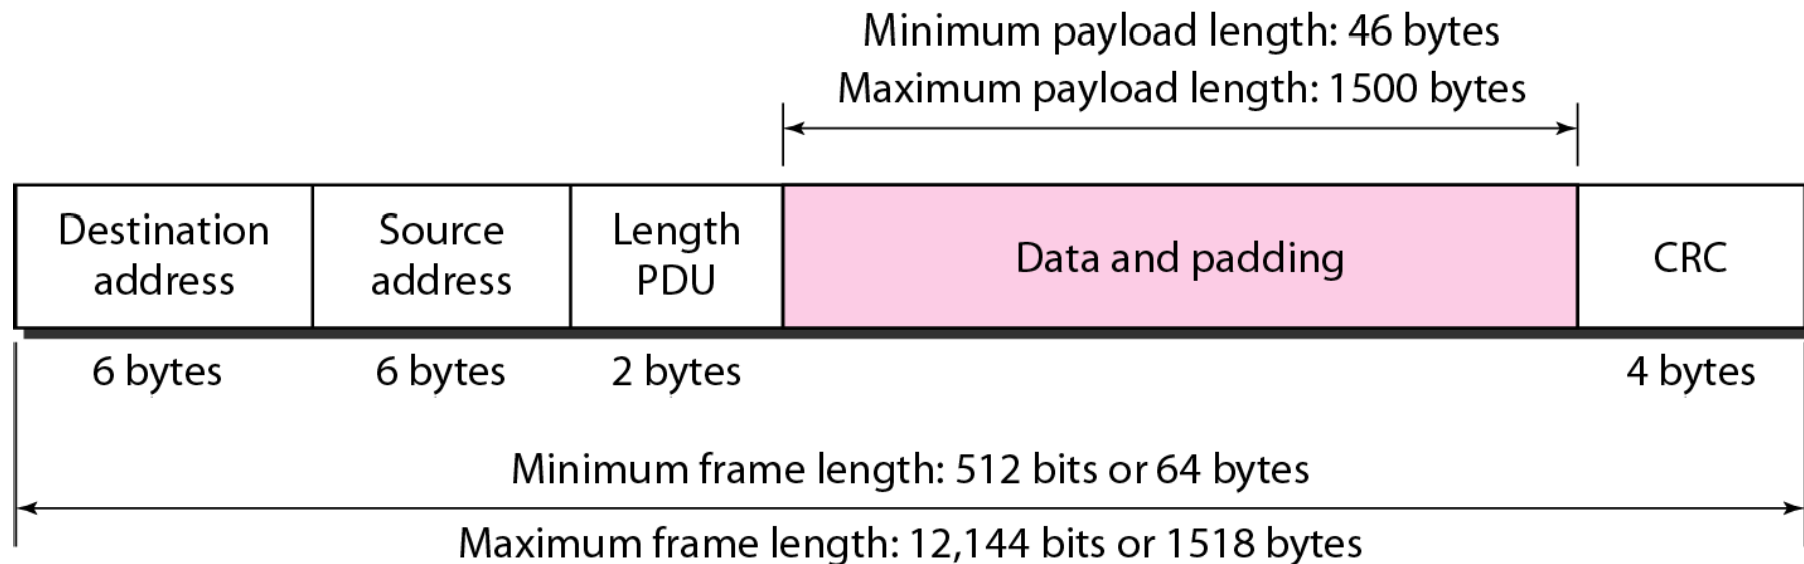 Minimum payload length: 46 bytes
Maximum payload length: 1500 bytes
Destination
address
Source
address
Length
PDU
Data and padding
CRC
6 bytes
6 bytes
2 bytes
4 bytes
Minimum frame length: 512 bits or 64 bytes
Maximum frame length: 12,144 bits or 1518 bytes